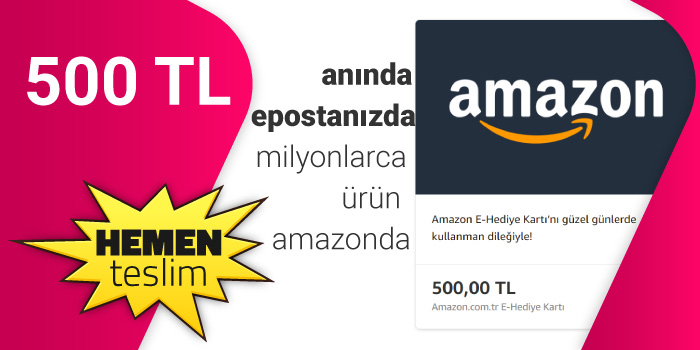 500 TL
HEMEN
teslim
anında
epostanızda
milyonlarca
ürün
amazonda
amazon
Amazon E-Hediye Kartı'nı güzel günlerde
kullanman dileğiyle!
500,00 TL
Amazon.com.tr E-Hediye Kartı